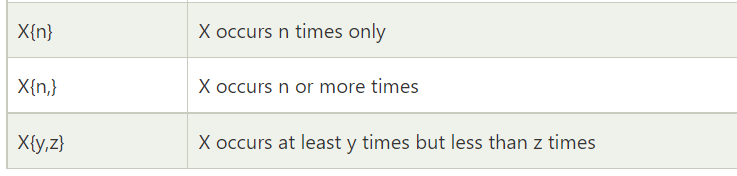 X{n} X occurs n times only
X{n,} X occurs n or more times
X{y,z} X occurs at least y times but less than z times